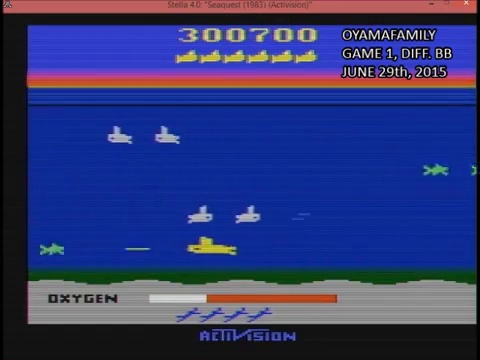 Stella 4.0: "Seaquest (1983) (Activision)"
300700
OYAMAFAMILY
GAME 1, DIFF. BB
JUNE 29th, 2015
OXYGEN
ACTIVISION